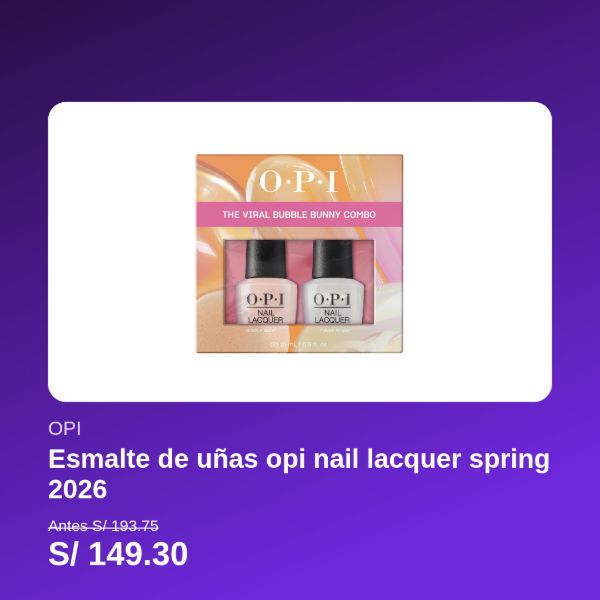 O·P·I
THE VIRAL BUBBLE BUNNY COMBO
O·P·I
NAIL
LACQUER
O·P·I
NAIL
LACQUER
OPI
Esmalte de uñas opi nail lacquer spring
2026
Antes S/ 193.75
S/ 149.30